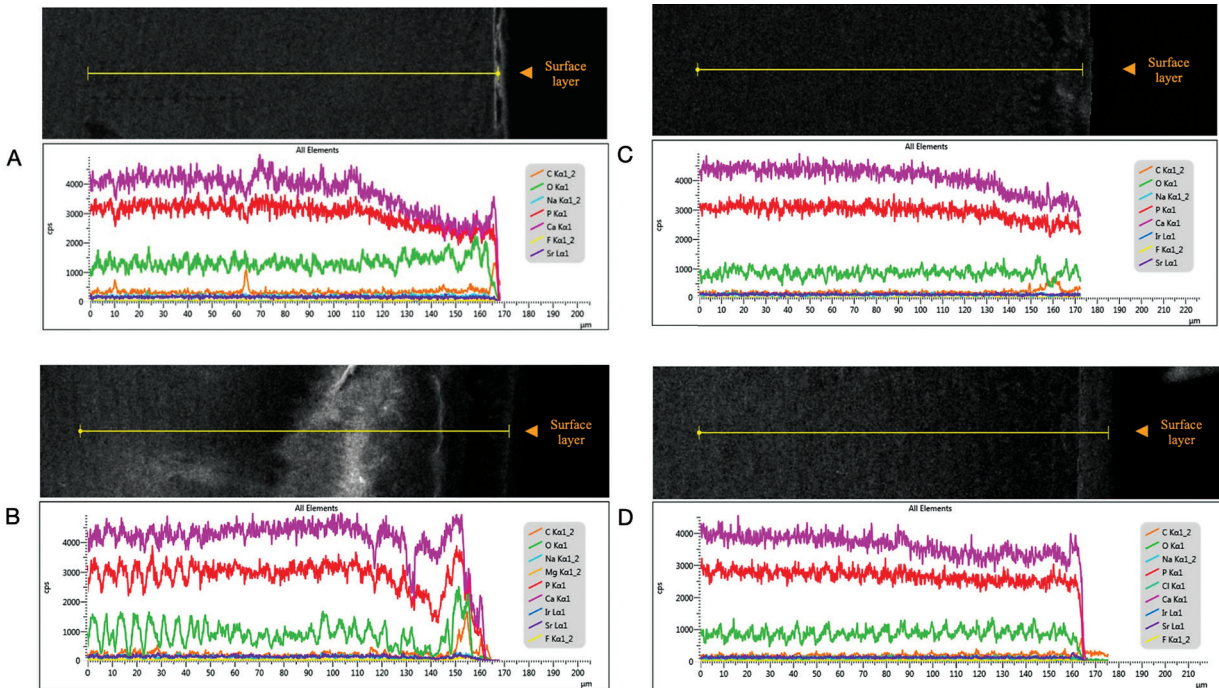 Surface
layer
A
All Elements
cps
4000
3000
2000
1000
0
C Kα1_2
O Kα1
Na Kα1_2
P Kα1
Ca Kα1
F Kα1_2
Sr Lα1
0 10 20 30 40 50 60 70 80 90 100 110 120 130 140 150 160 170 180 190 200
µm
Surface
layer
C
All Elements
cps
4000
3000
2000
1000
0
C Kα1_2
O Kα1
Na Kα1_2
P Kα1
Ca Kα1
Ir Lα1
F Kα1_2
Sr Lα1
0 10 20 30 40 50 60 70 80 90 100 110 120 130 140 150 160 170 180 190 200 210 220
µm
Surface
layer
B
All Elements
cps
4000
3000
2000
1000
0
C Kα1_2
O Kα1
Na Kα1_2
Mg Kα1_2
P Kα1
Ca Kα1
Ir Lα1
Sr Lα1
F Kα1_2
0 10 20 30 40 50 60 70 80 90 100 110 120 130 140 150 160 170 180 190 200
µm
Surface
layer
D
All Elements
cps
4000
3000
2000
1000
0
C Kα1_2
O Kα1
Na Kα1_2
P Kα1
Cl Kα1
Ca Kα1
Ir Lα1
Sr Lα1
F Kα1_2
0 10 20 30 40 50 60 70 80 90 100 110 120 130 140 150 160 170 180 190 200 210
µm